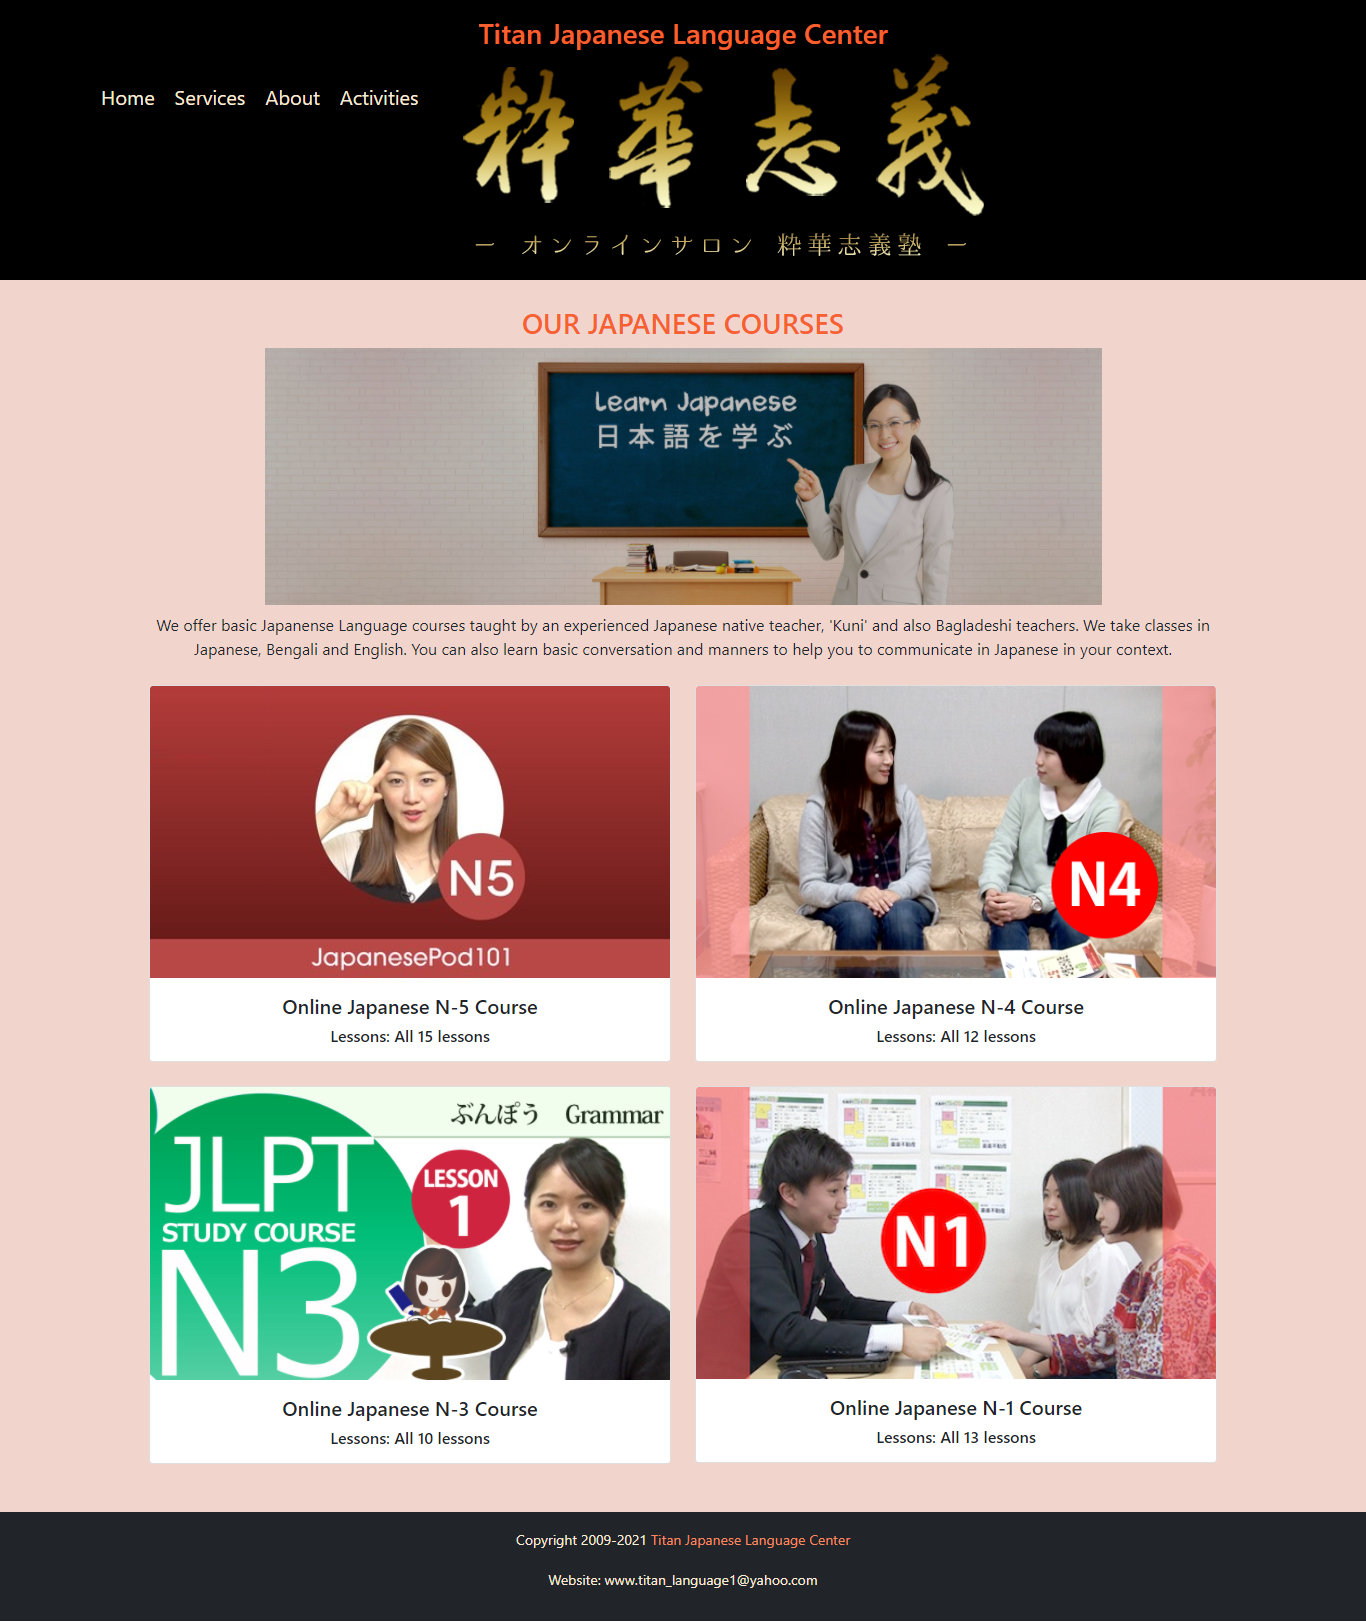 Titan Japanese Language Center
Home Services About Activities
粋華志義
ー オンラインサロン 粋華志義塾 ー
OUR JAPANESE COURSES
Learn Japanese
日本語を学ぶ
We offer basic Japanense Language courses taught by an experienced Japanese native teacher, 'Kuni' and also Bagladeshi teachers. We take classes in
Japanese, Bengali and English. You can also learn basic conversation and manners to help you to communicate in Japanese in your context.
N5
JapanesePod101
Online Japanese N-5 Course
Lessons: All 15 lessons
N4
Online Japanese N-4 Course
Lessons: All 12 lessons
ぶんぽう Grammar
JLPT
STUDY COURSE
N3
LESSON
1
Online Japanese N-3 Course
Lessons: All 10 lessons
N1
Online Japanese N-1 Course
Lessons: All 13 lessons
Copyright 2009-2021 Titan Japanese Language Center
Website: www.titan_language1@yahoo.com